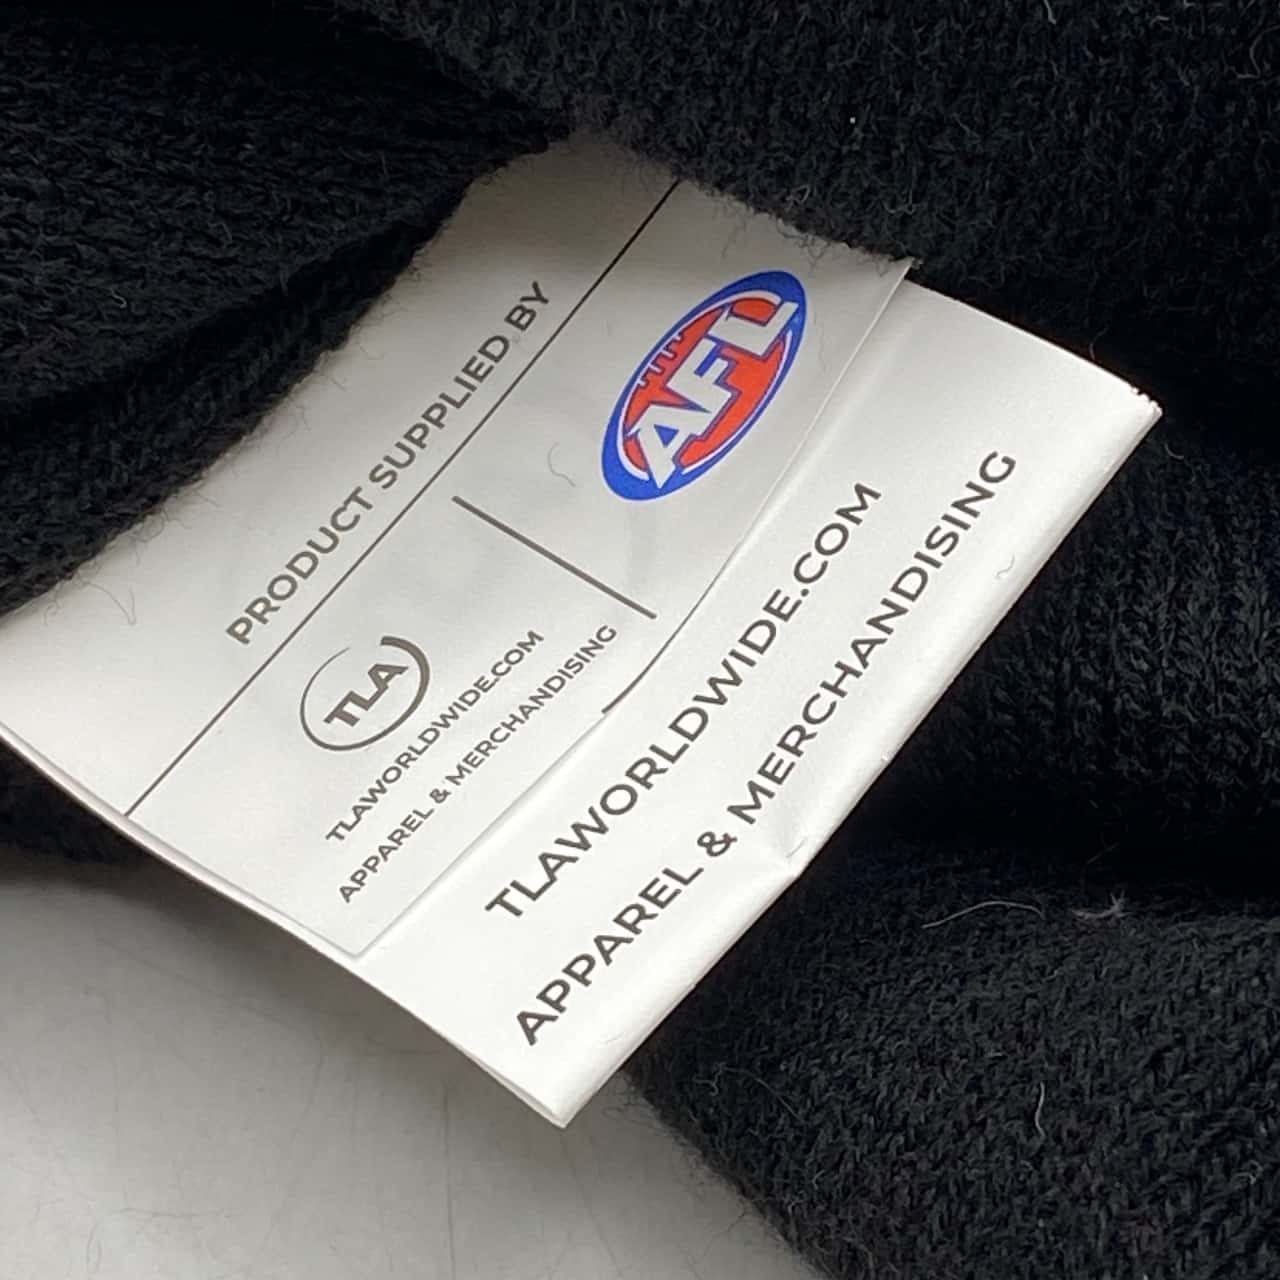 PRODUCT SUPPLIED BY
TLA
TLAWORLDWIDE.COM
APPAREL & MERCHANDISING
AFL
TLAWORLDWIDE.COM
APPAREL & MERCHANDISING